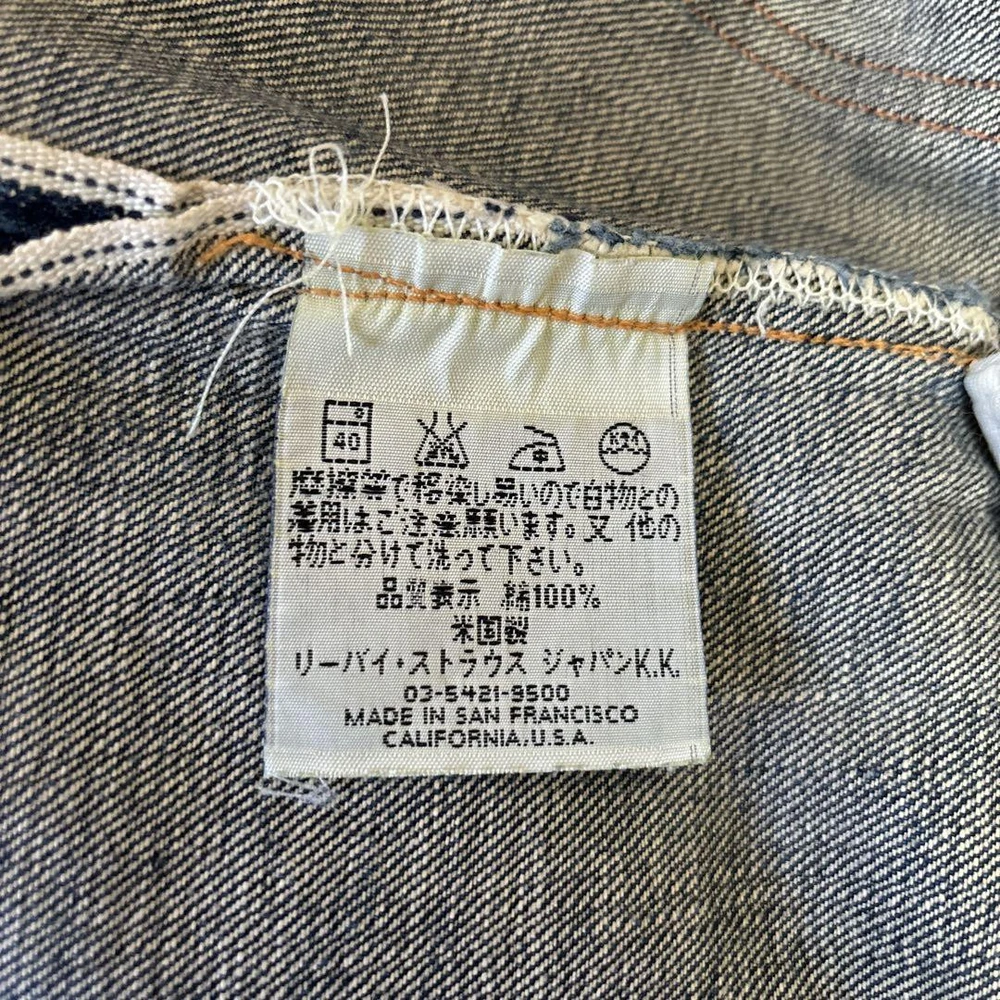 40
摩擦等で移染し易いので白物との
着用はご注意願います。又 他の
物と分けて洗って下さい。
品質表示 綿100%
米国製
リーバイ・ストラウス ジャパンK.K.
03-5421-9500
MADE IN SAN FRANCISCO
CALIFORNIA,U.S.A.